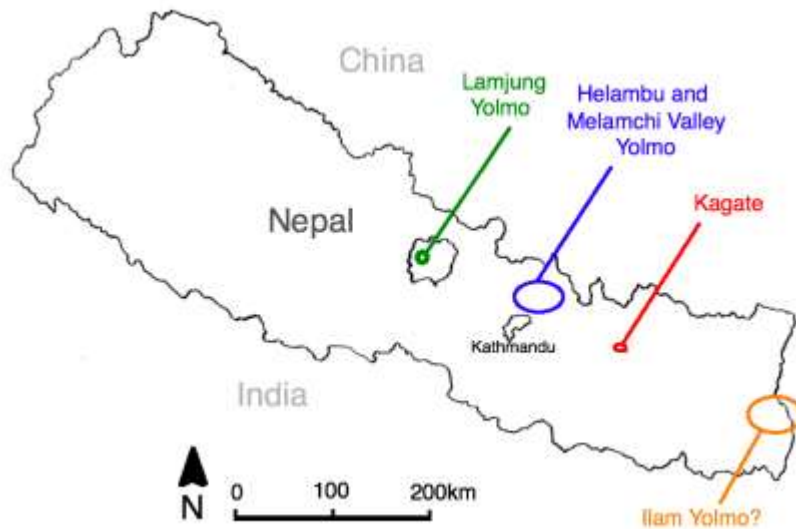 China
Lamjung
Yolmo
Helambu and
Melamchi Valley
Yolmo
Kagate
Nepal
Kathmandu
India
N
0 100 200km
Ilam Yolmo?